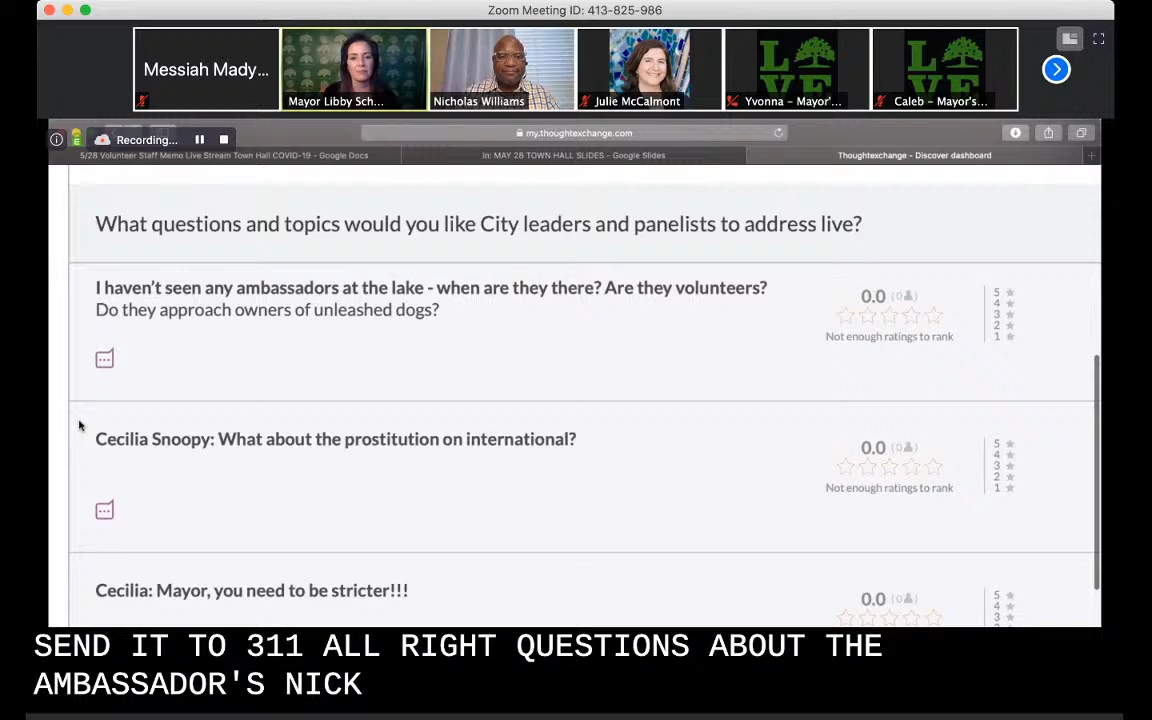 Zoom Meeting ID: 413-825-986
Messiah Mady...
Mayor Libby Sch...
Nicholas Williams
Julie McCalmont
LOVE
Yvonna – Mayor'...
LOVE
Caleb – Mayor's...
Recording...
my.thoughtexchange.com
5/28 Volunteer Staff Memo Live Stream Town Hall COVID-19 - Google Docs
In: MAY 28 TOWN HALL SLIDES - Google Slides
Thoughtexchange - Discover dashboard
What questions and topics would you like City leaders and panelists to address live?
I haven't seen any ambassadors at the lake - when are they there? Are they volunteers?
Do they approach owners of unleashed dogs?
0.0 (0)
Not enough ratings to rank
5
4
3
2
1
Cecilia Snoopy: What about the prostitution on international?
0.0 (0)
Not enough ratings to rank
5
4
3
2
1
Cecilia: Mayor, you need to be stricter!!!
0.0 (0)
5
4
3
SEND IT TO 311 ALL RIGHT QUESTIONS ABOUT THE
AMBASSADOR'S NICK